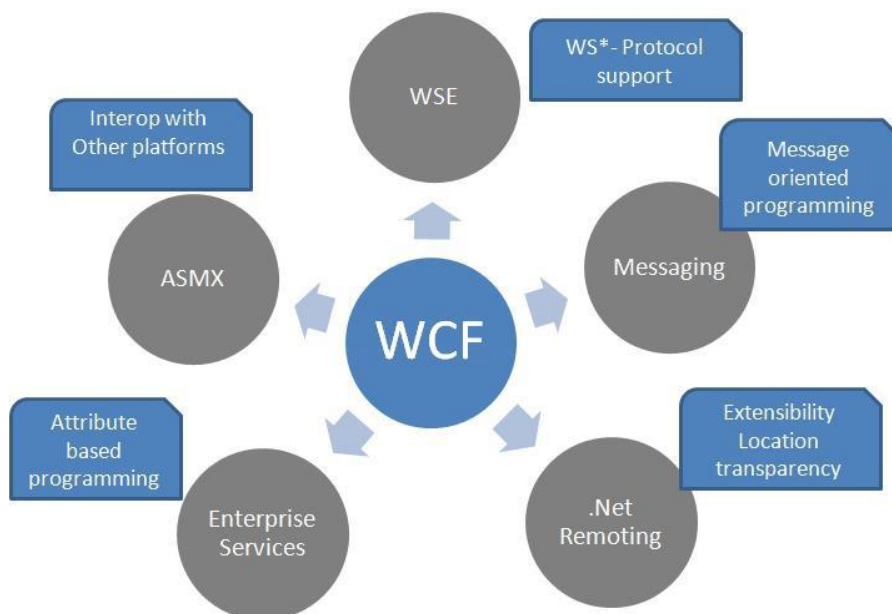 WSE
WS*- Protocol
support
Interop with
Other platforms
ASMX
Message
oriented
programming
Messaging
WCF
Attribute
based
programming
Enterprise
Services
Extensibility
Location
transparency
.Net
Remoting